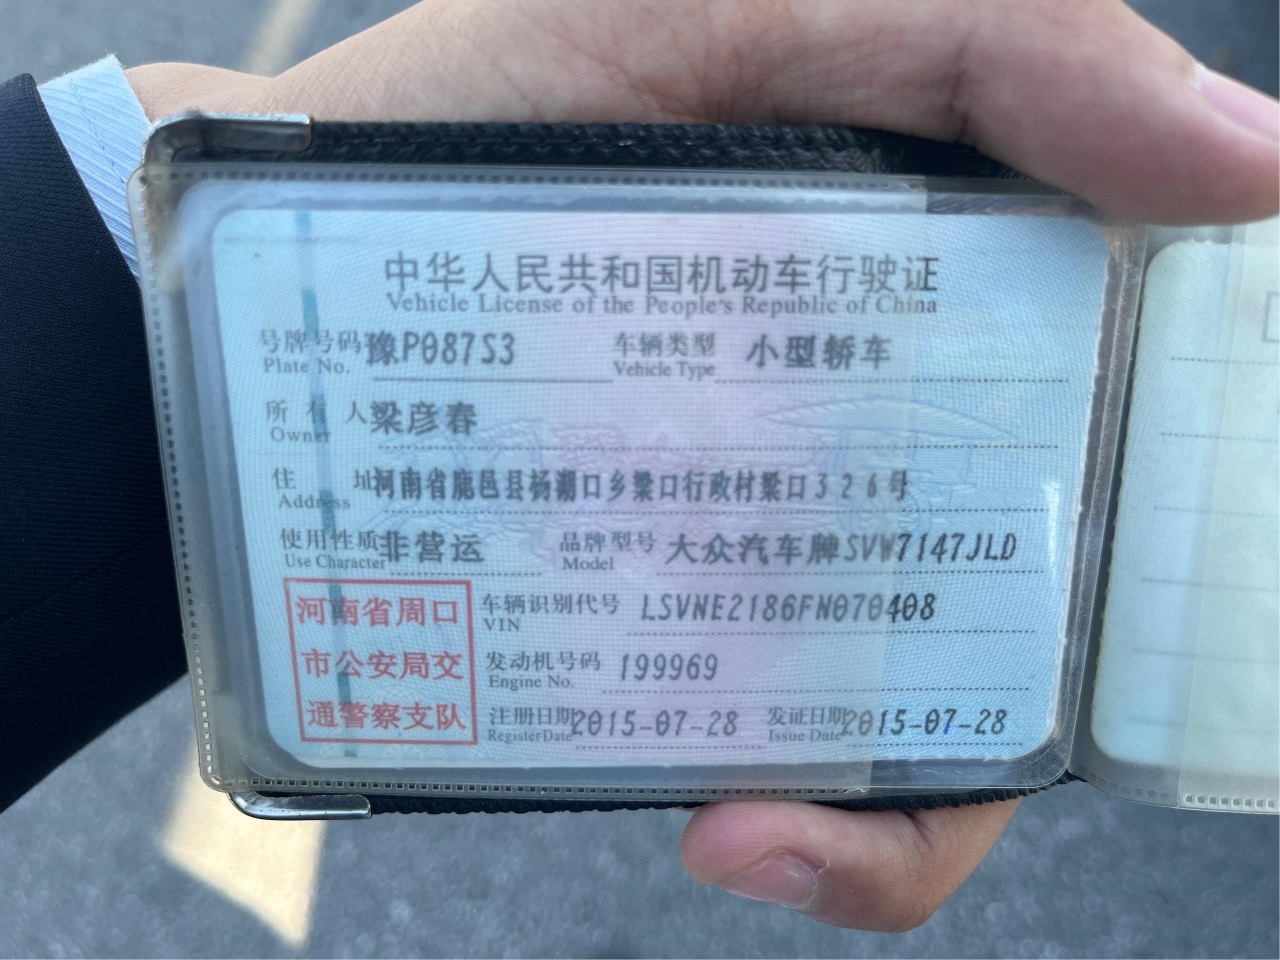 中华人民共和国机动车行驶证
Vehicle License of the People's Republic of China
号牌号码 豫P087S3 车辆类型 小型轿车
Plate No. Vehicle Type
所有人 梁彦春
Owner
住址 河南省鹿邑县杨湖口乡梁口行政村梁口326号
Address
使用性质 非营运 品牌型号 大众汽车牌SVW7147JLD
Use Character Model
河南省周口
市公安局交
通警察支队
车辆识别代号 LSVNE2186FN070408
VIN
发动机号码 199969
Engine No.
注册日期 2015-07-28 发证日期 2015-07-28
Register Date Issue Date